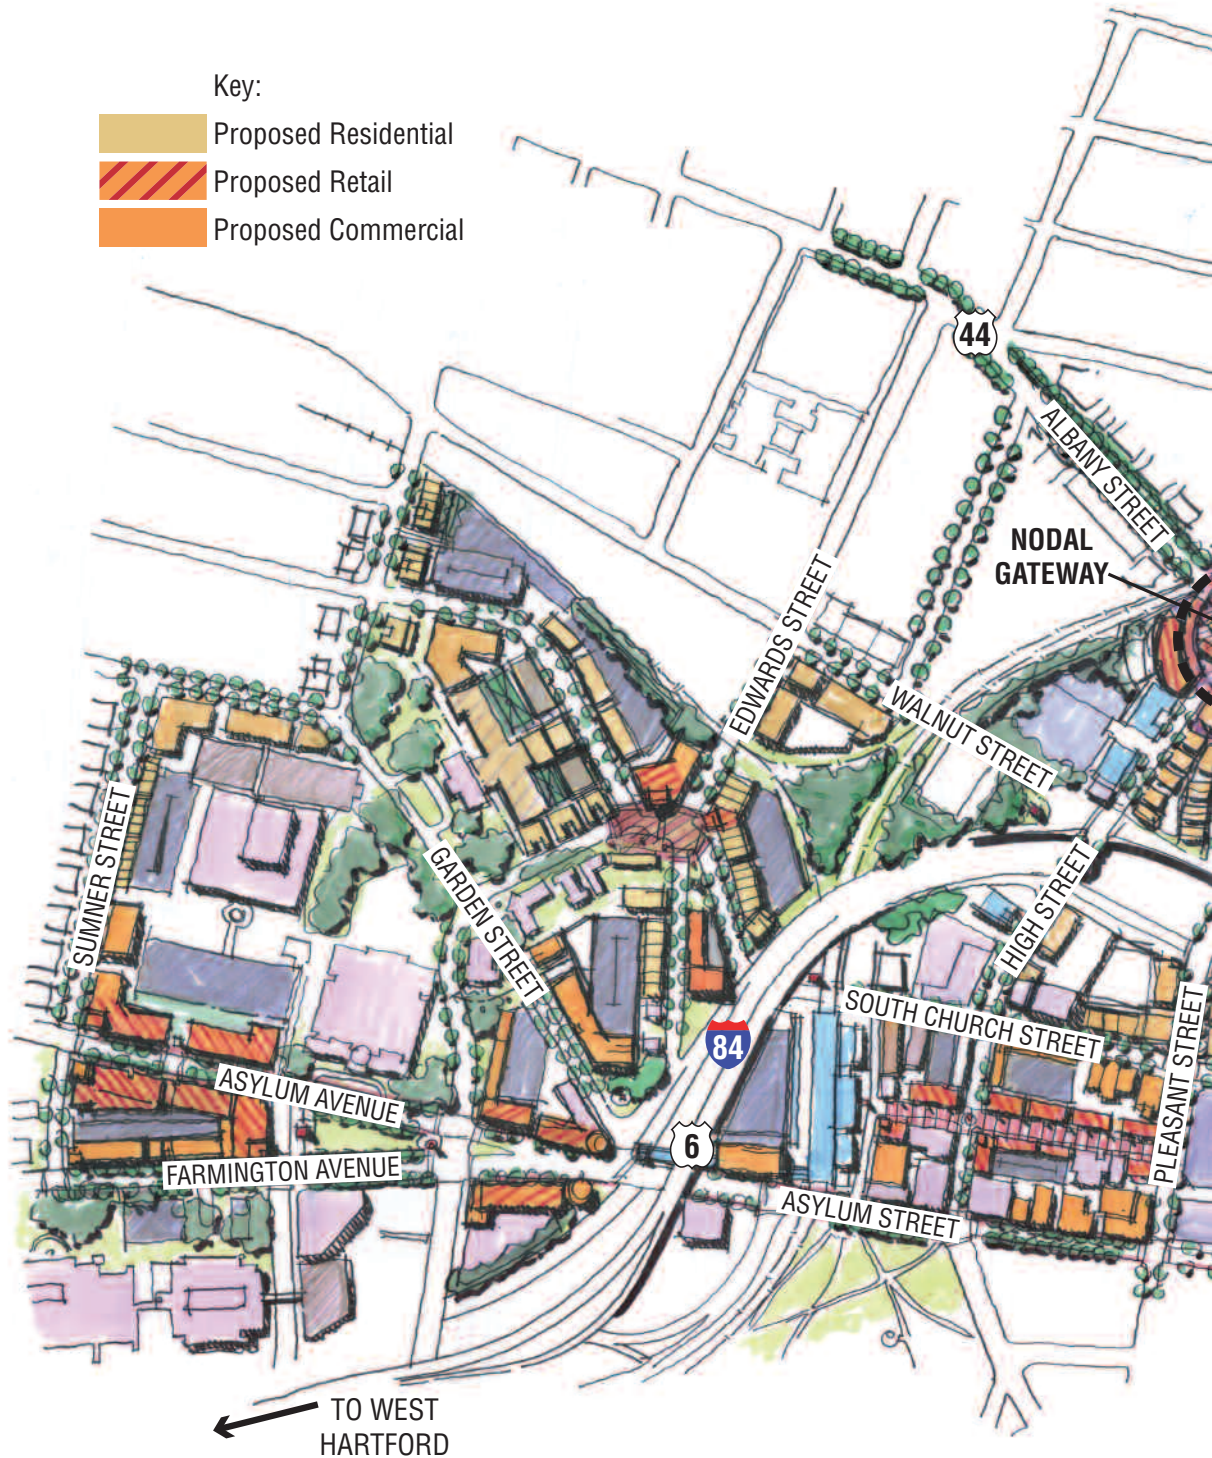 Key:
Proposed Residential
Proposed Retail
Proposed Commercial
44
ALBANY STREET
NODAL
GATEWAY
EDWARDS STREET
WALNUT STREET
SUMNER STREET
GARDEN STREET
HIGH STREET
SOUTH CHURCH STREET
84
PLEASANT STREET
ASYLUM AVENUE
6
FARMINGTON AVENUE
ASYLUM STREET
TO WEST
HARTFORD